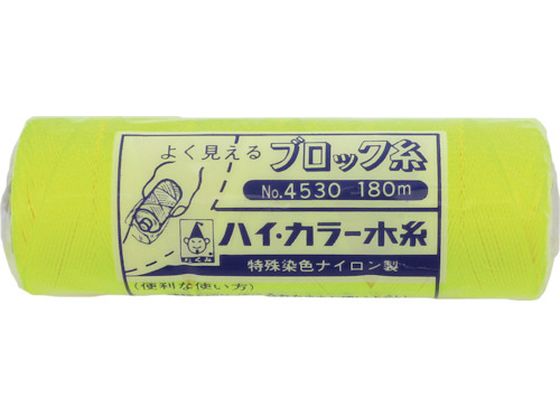 よく見える ブロック糸
No.4530 180m
ハイ・カラー水糸
特殊染色ナイロン製
(便利な使い方)